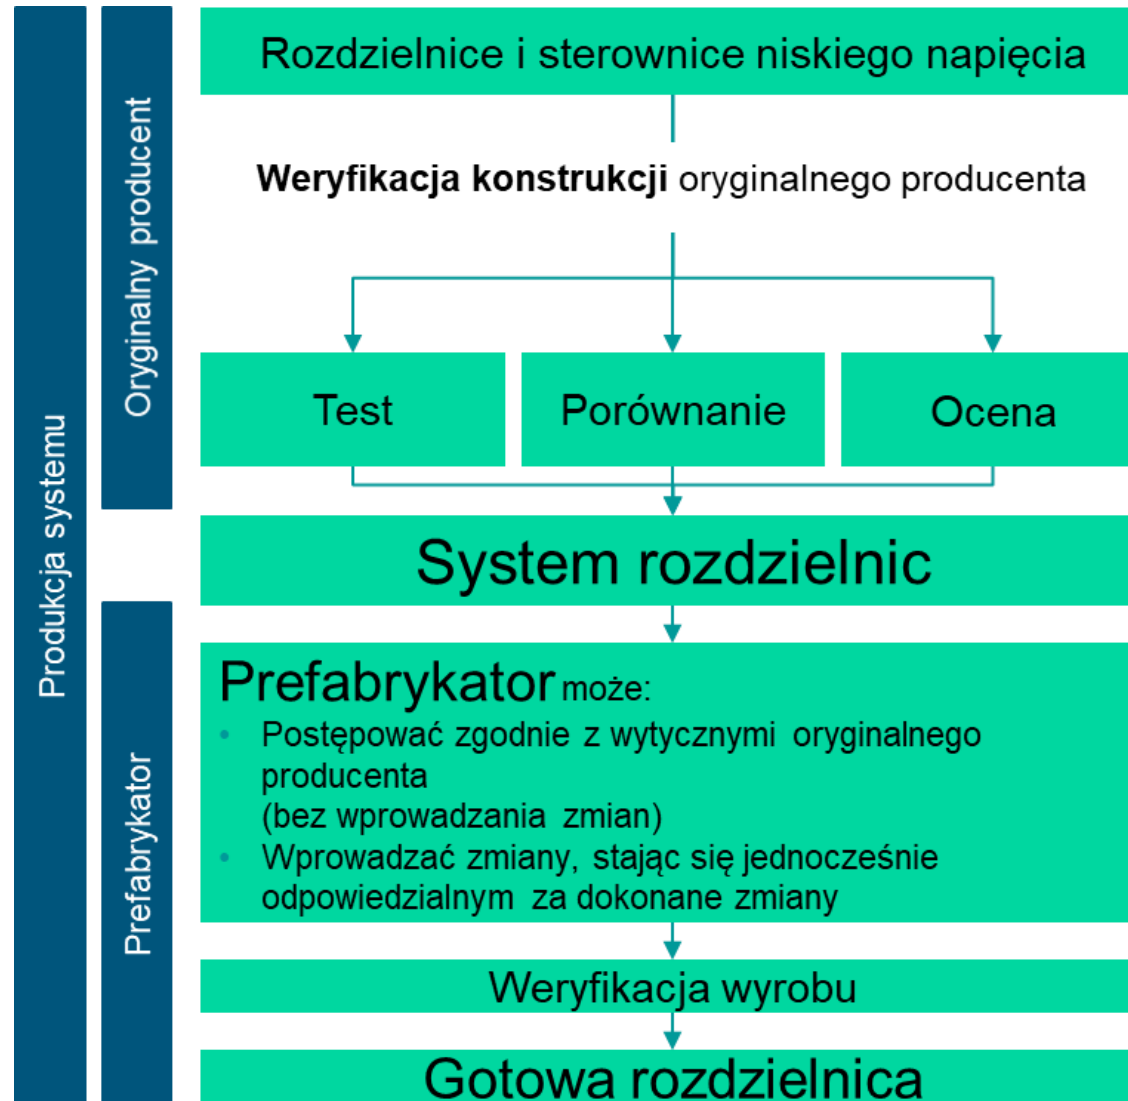 Produkcja systemu
Oryginalny producent
Prefabrykator
Rozdzielnice i sterownice niskiego napięcia
Weryfikacja konstrukcji oryginalnego producenta
Test
Porównanie
Ocena
System rozdzielnic
Prefabrykator może:
• Postępować zgodnie z wytycznymi oryginalnego
producenta
(bez wprowadzania zmian)
• Wprowadzać zmiany, stając się jednocześnie
odpowiedzialnym za dokonane zmiany
Weryfikacja wyrobu
Gotowa rozdzielnica